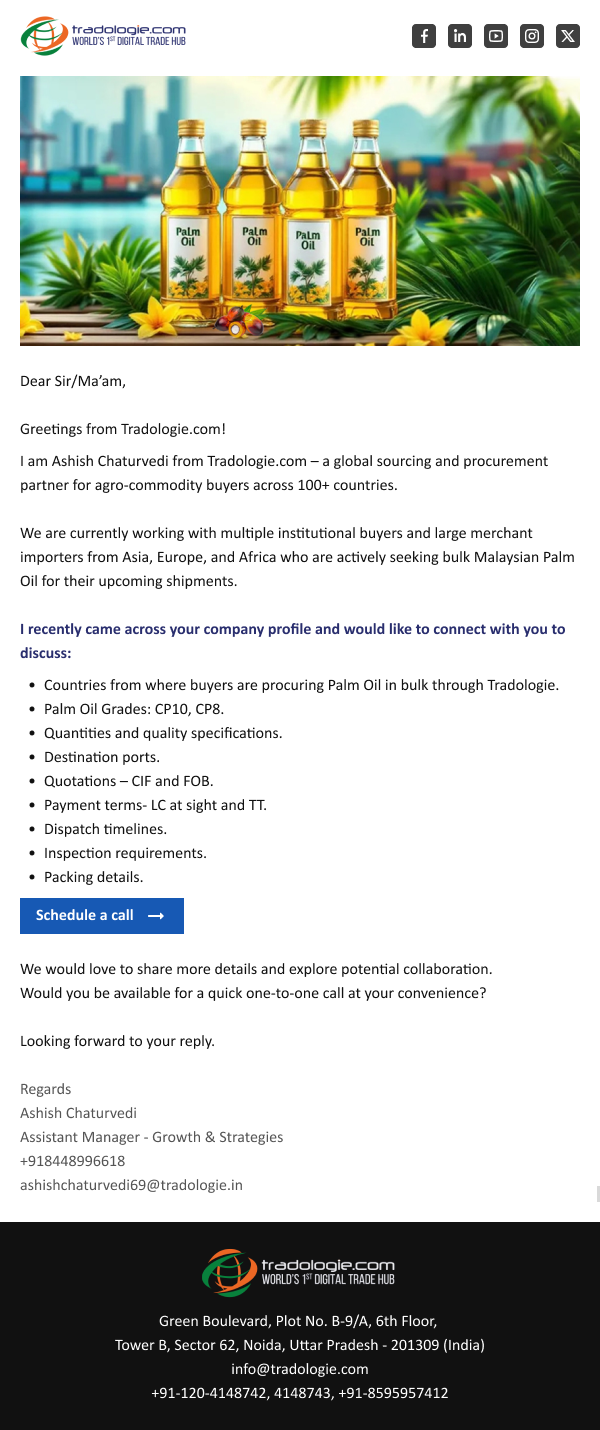 tradologie.com
WORLD'S 1ST DIGITAL TRADE HUB
Palm Oil
Palm Oil
Palm Oil
Palm Oil
Dear Sir/Ma’am,
Greetings from Tradologie.com!
I am Ashish Chaturvedi from Tradologie.com – a global sourcing and procurement
partner for agro-commodity buyers across 100+ countries.
We are currently working with multiple institutional buyers and large merchant
importers from Asia, Europe, and Africa who are actively seeking bulk Malaysian Palm
Oil for their upcoming shipments.
I recently came across your company profile and would like to connect with you to
discuss:
• Countries from where buyers are procuring Palm Oil in bulk through Tradologie.
• Palm Oil Grades: CP10, CP8.
• Quantities and quality specifications.
• Destination ports.
• Quotations – CIF and FOB.
• Payment terms- LC at sight and TT.
• Dispatch timelines.
• Inspection requirements.
• Packing details.
Schedule a call
We would love to share more details and explore potential collaboration.
Would you be available for a quick one-to-one call at your convenience?
Looking forward to your reply.
Regards
Ashish Chaturvedi
Assistant Manager - Growth & Strategies
+918448996618
ashishchaturvedi69@tradologie.in
tradologie.com
WORLD'S 1ST DIGITAL TRADE HUB
Green Boulevard, Plot No. B-9/A, 6th Floor,
Tower B, Sector 62, Noida, Uttar Pradesh - 201309 (India)
info@tradologie.com
+91-120-4148742, 4148743, +91-8595957412